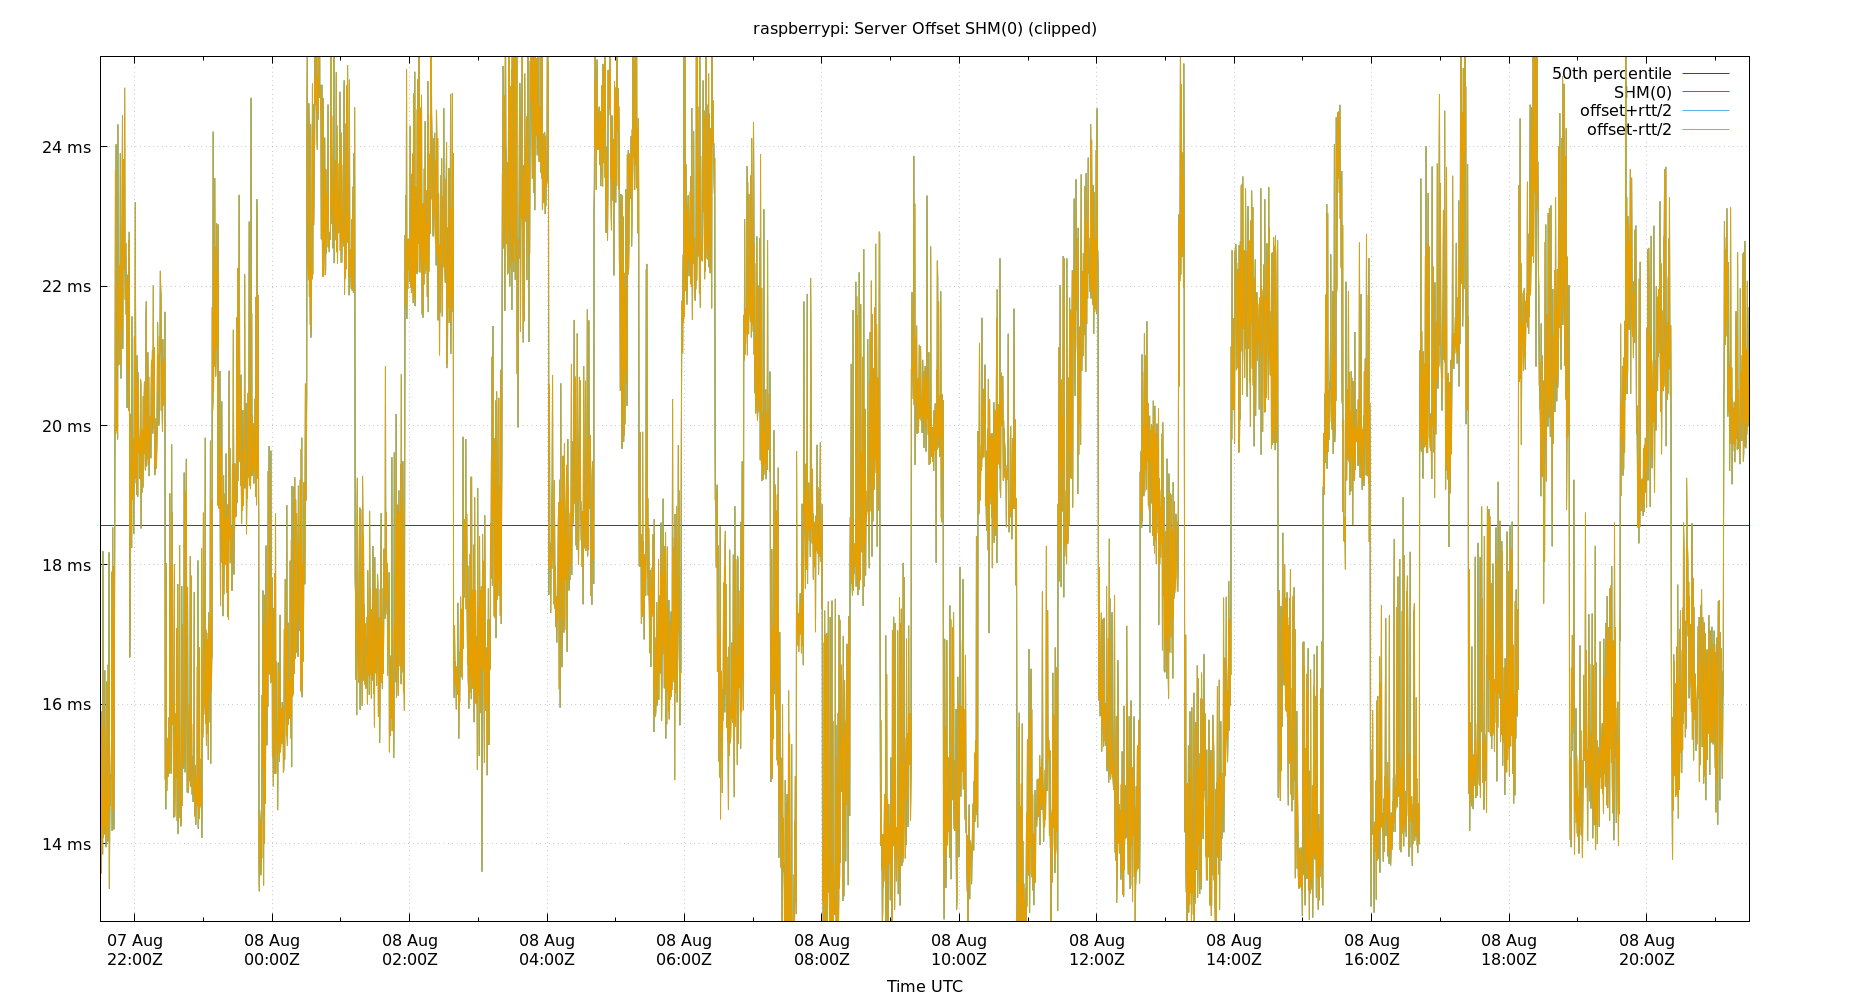 raspberrypi: Server Offset SHM(0) (clipped)
50th percentile
SHM(0)
offset+rtt/2
offset-rtt/2
24 ms
22 ms
20 ms
18 ms
16 ms
14 ms
07 Aug 08 Aug 08 Aug 08 Aug 08 Aug 08 Aug 08 Aug 08 Aug 08 Aug 08 Aug 08 Aug 08 Aug
22:00Z 00:00Z 02:00Z 04:00Z 06:00Z 08:00Z 10:00Z 12:00Z 14:00Z 16:00Z 18:00Z 20:00Z
Time UTC